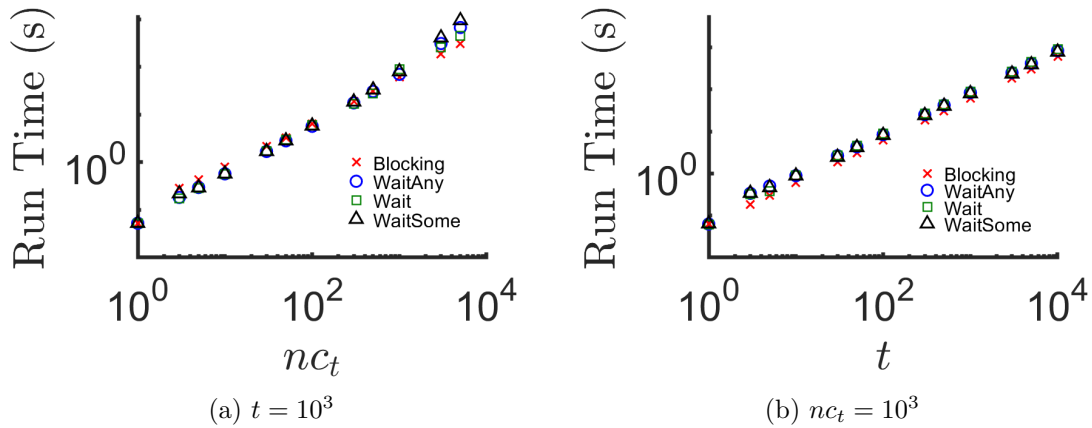 Run Time (s)
10^0
Blocking
WaitAny
Wait
WaitSome
10^0 10^2 10^4
nc_t
(a) t = 10^3
Run Time (s)
10^0
Blocking
WaitAny
Wait
WaitSome
10^0 10^2 10^4
t
(b) nc_t = 10^3